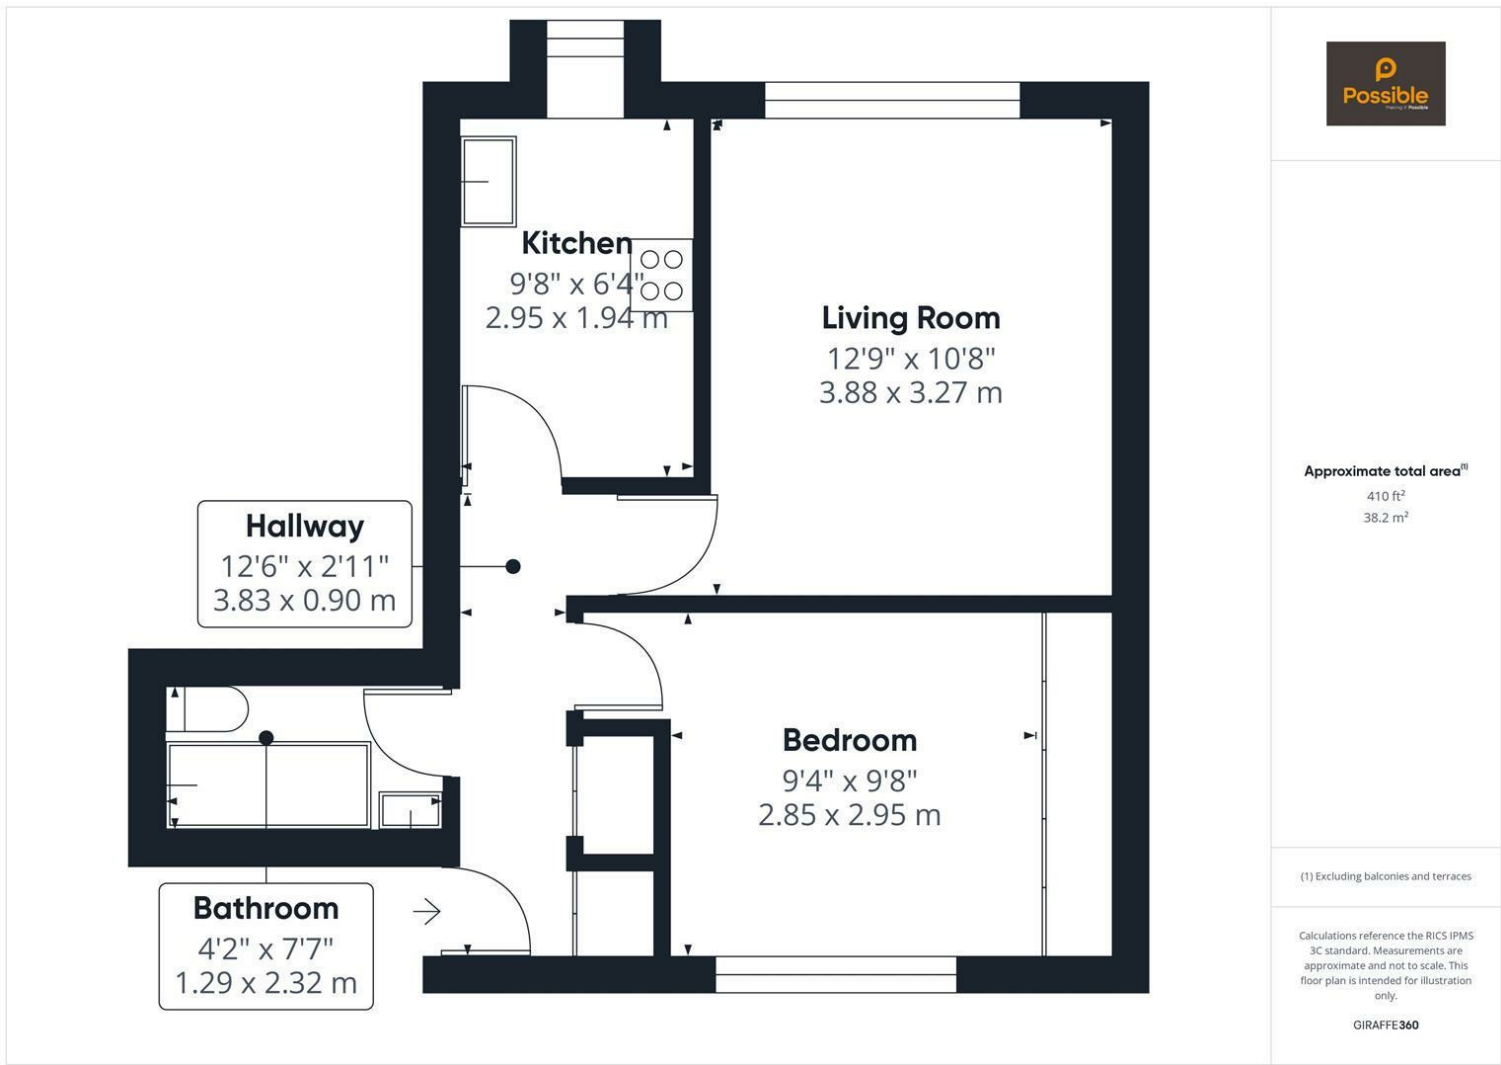 Kitchen
9'8" x 6'4"
2.95 x 1.94 m
Living Room
12'9" x 10'8"
3.88 x 3.27 m
Hallway
12'6" x 2'11"
3.83 x 0.90 m
Bedroom
9'4" x 9'8"
2.85 x 2.95 m
Bathroom
4'2" x 7'7"
1.29 x 2.32 m
Possible
Making it Possible
Approximate total area(1)
410 ft²
38.2 m²
(1) Excluding balconies and terraces
Calculations reference the RICS IPMS
3C standard. Measurements are
approximate and not to scale. This
floor plan is intended for illustration
only.
GIRAFFE360